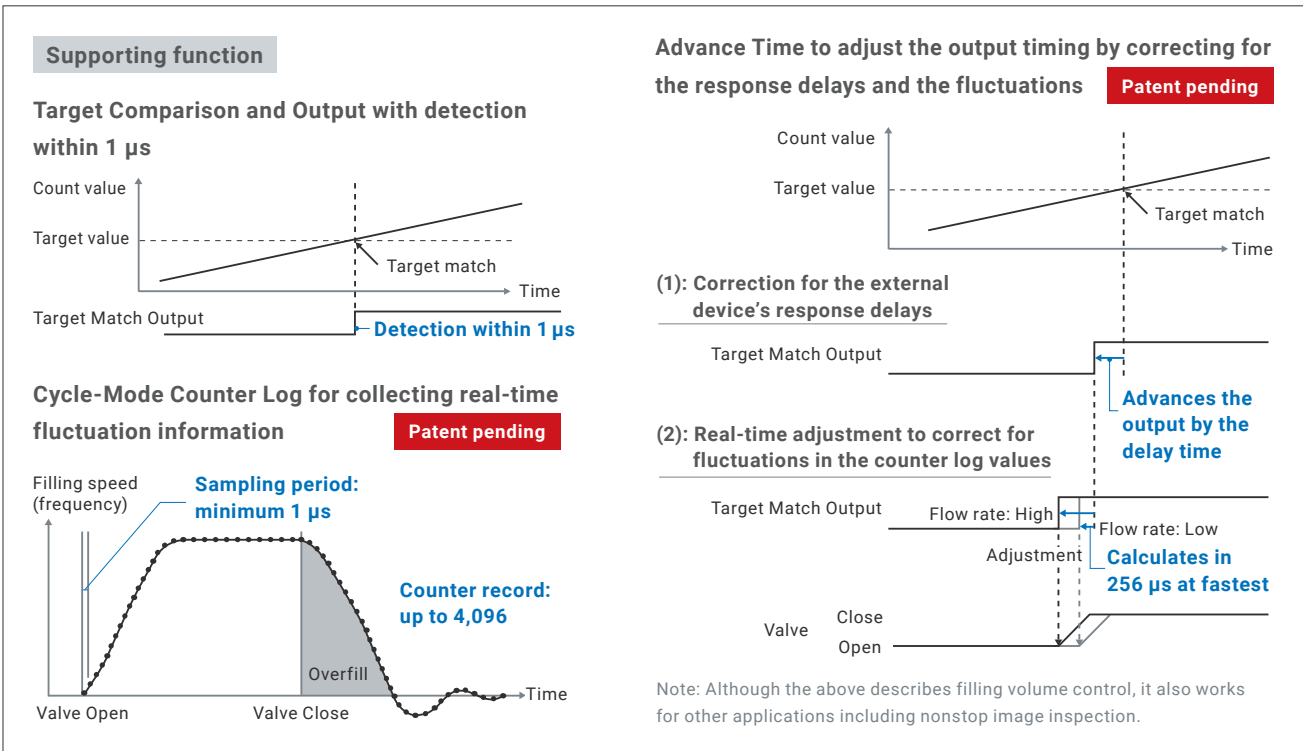 Supporting function
Target Comparison and Output with detection
within 1 µs
Count value
Target value
Target match
Time
Target Match Output
Detection within 1 µs
Cycle-Mode Counter Log for collecting real-time
fluctuation information
Patent pending
Filling speed
(frequency)
Sampling period:
minimum 1 µs
Counter record:
up to 4,096
Overfill
Time
Valve Open
Valve Close
Advance Time to adjust the output timing by correcting for
the response delays and the fluctuations
Patent pending
Count value
Target value
Target match
Time
(1): Correction for the external
device's response delays
Target Match Output
Advances the
output by the
delay time
(2): Real-time adjustment to correct for
fluctuations in the counter log values
Target Match Output
Flow rate: High
Flow rate: Low
Adjustment
Calculates in
256 µs at fastest
Valve
Close
Open
Note: Although the above describes filling volume control, it also works
for other applications including nonstop image inspection.